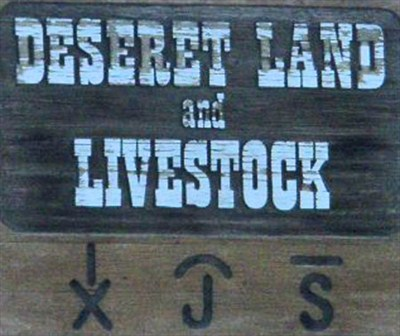 DESERET LAND
and
LIVESTOCK
X J S